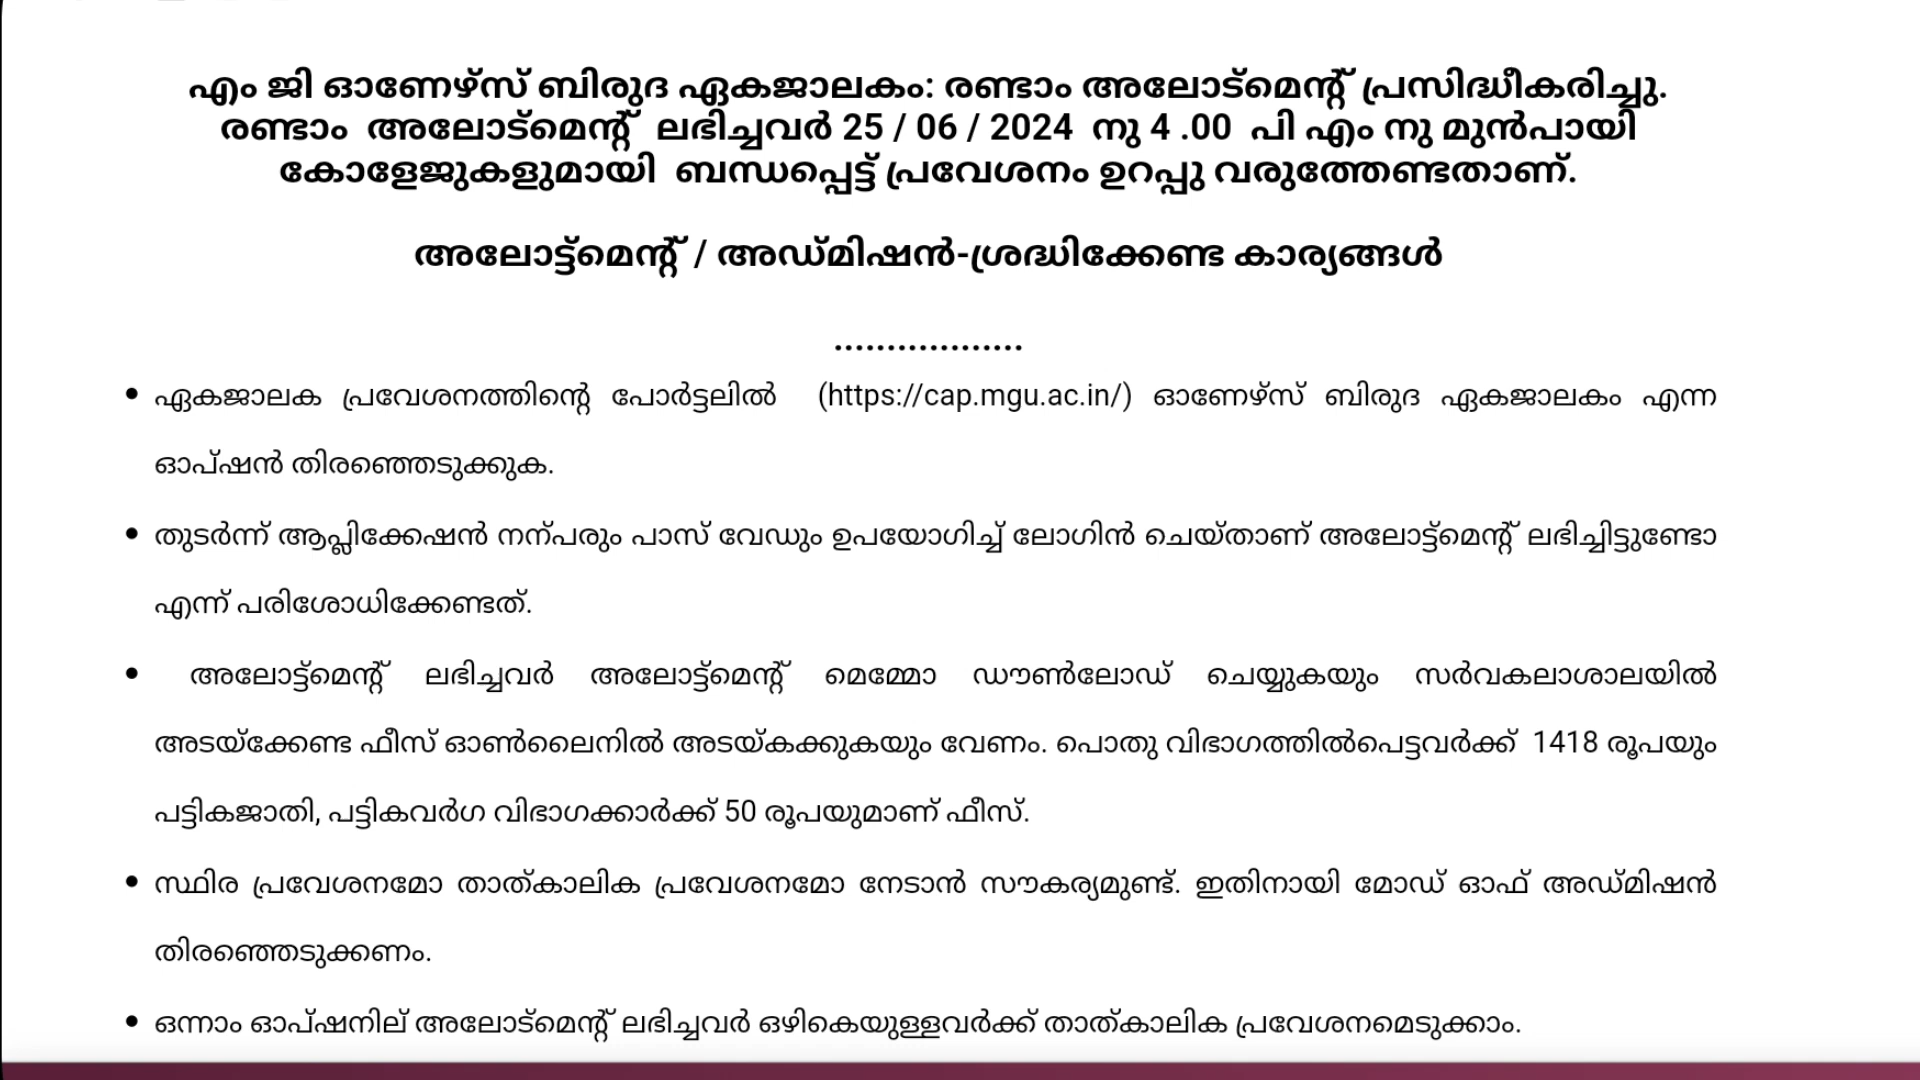 എം ജി ഓണേഴ്സ് ബിരുദ ഏകജാലകം: രണ്ടാം അലോട്മെന്റ് പ്രസിദ്ധീകരിച്ചു.
രണ്ടാം അലോട്മെന്റ് ലഭിച്ചവർ 25 / 06 / 2024 നു 4 .00 പി എം നു മുൻപായി
കോളേജുകളുമായി ബന്ധപ്പെട്ട് പ്രവേശനം ഉറപ്പു വരുത്തേണ്ടതാണ്.
അലോട്ട്മെന്റ് / അഡ്മിഷൻ-ശ്രദ്ധിക്കേണ്ട കാര്യങ്ങൾ
..................
• ഏകജാലക പ്രവേശനത്തിന്റെ പോർട്ടലിൽ (https://cap.mgu.ac.in/) ഓണേഴ്സ് ബിരുദ ഏകജാലകം എന്ന
ഓപ്ഷൻ തിരഞ്ഞെടുക്കുക.
• തുടർന്ന് ആപ്ലിക്കേഷൻ നന്പരും പാസ് വേഡും ഉപയോഗിച്ച് ലോഗിൻ ചെയ്താണ് അലോട്ട്മെന്റ് ലഭിച്ചിട്ടുണ്ടോ
എന്ന് പരിശോധിക്കേണ്ടത്.
• അലോട്ട്മെന്റ് ലഭിച്ചവർ അലോട്ട്മെന്റ് മെമ്മോ ഡൗൺലോഡ് ചെയ്യുകയും സർവകലാശാലയിൽ
അടയ്ക്കേണ്ട ഫീസ് ഓൺലൈനിൽ അടയ്കക്കുകയും വേണം. പൊതു വിഭാഗത്തിൽപെട്ടവർക്ക് 1418 രൂപയും
പട്ടികജാതി, പട്ടികവർഗ വിഭാഗക്കാർക്ക് 50 രൂപയുമാണ് ഫീസ്.
• സ്ഥിര പ്രവേശനമോ താത്കാലിക പ്രവേശനമോ നേടാൻ സൗകര്യമുണ്ട്. ഇതിനായി മോഡ് ഓഫ് അഡ്മിഷൻ
തിരഞ്ഞെടുക്കണം.
• ഒന്നാം ഓപ്ഷനില് അലോട്മെന്റ് ലഭിച്ചവർ ഒഴികെയുള്ളവർക്ക് താത്കാലിക പ്രവേശനമെടുക്കാം.